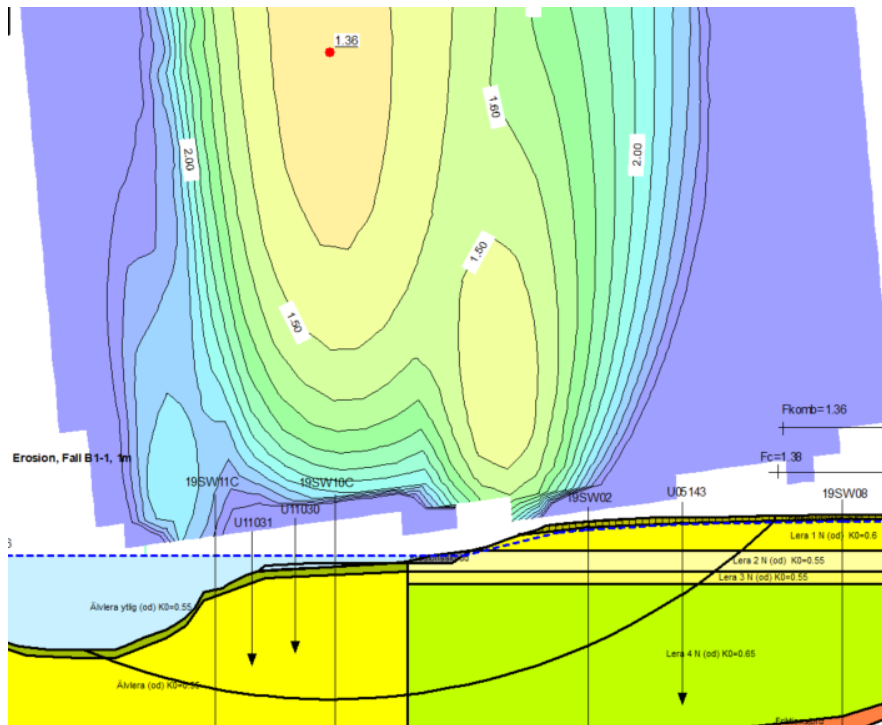 1.36
1.60
2.00
2.00
1.50
1.50
Fkomb=1.36
Erosion, Fall B1-1, 1m
Fc=1.38
19SW11C
19SW10C
U05143
19SW08
19SW02
U11030
U11031
Lera 1 N (od) K0=0.6
Lera 2 N (od) K0=0.55
Lera 3 N (od) K0=0.55
Älvlera ytlig (od) K0=0.55
Lera 4 N (od) K0=0.65
Älvlera (od) K0=0.55